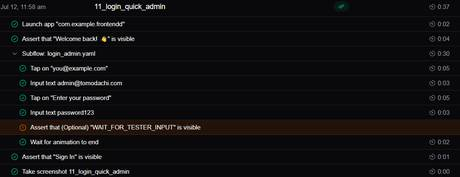 Jul 12, 11:58 am 11_login_quick_admin 0:37
Launch app "com.example.frontendd" 0:02
Assert that "Welcome back! 👋" is visible 0:04
Subflow: login_admin.yaml 0:30
Tap on "you@example.com" 0:05
Input text admin@tomodachi.com 0:03
Tap on "Enter your password" 0:05
Input text password123 0:03
Assert that (Optional) "WAIT_FOR_TESTER_INPUT" is visible
Wait for animation to end 0:02
Assert that "Sign In" is visible 0:01
Take screenshot 11_login_quick_admin 0:00